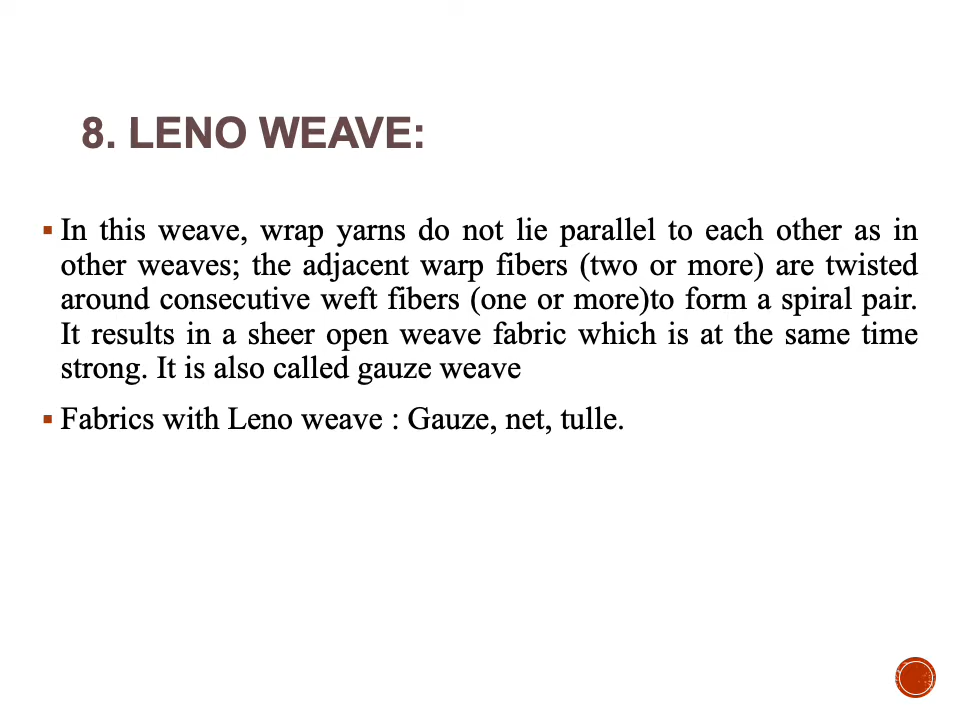 8. LENO WEAVE:
In this weave, wrap yarns do not lie parallel to each other as in
other weaves; the adjacent warp fibers (two or more) are twisted
around consecutive weft fibers (one or more)to form a spiral pair.
It results in a sheer open weave fabric which is at the same time
strong. It is also called gauze weave
Fabrics with Leno weave : Gauze, net, tulle.